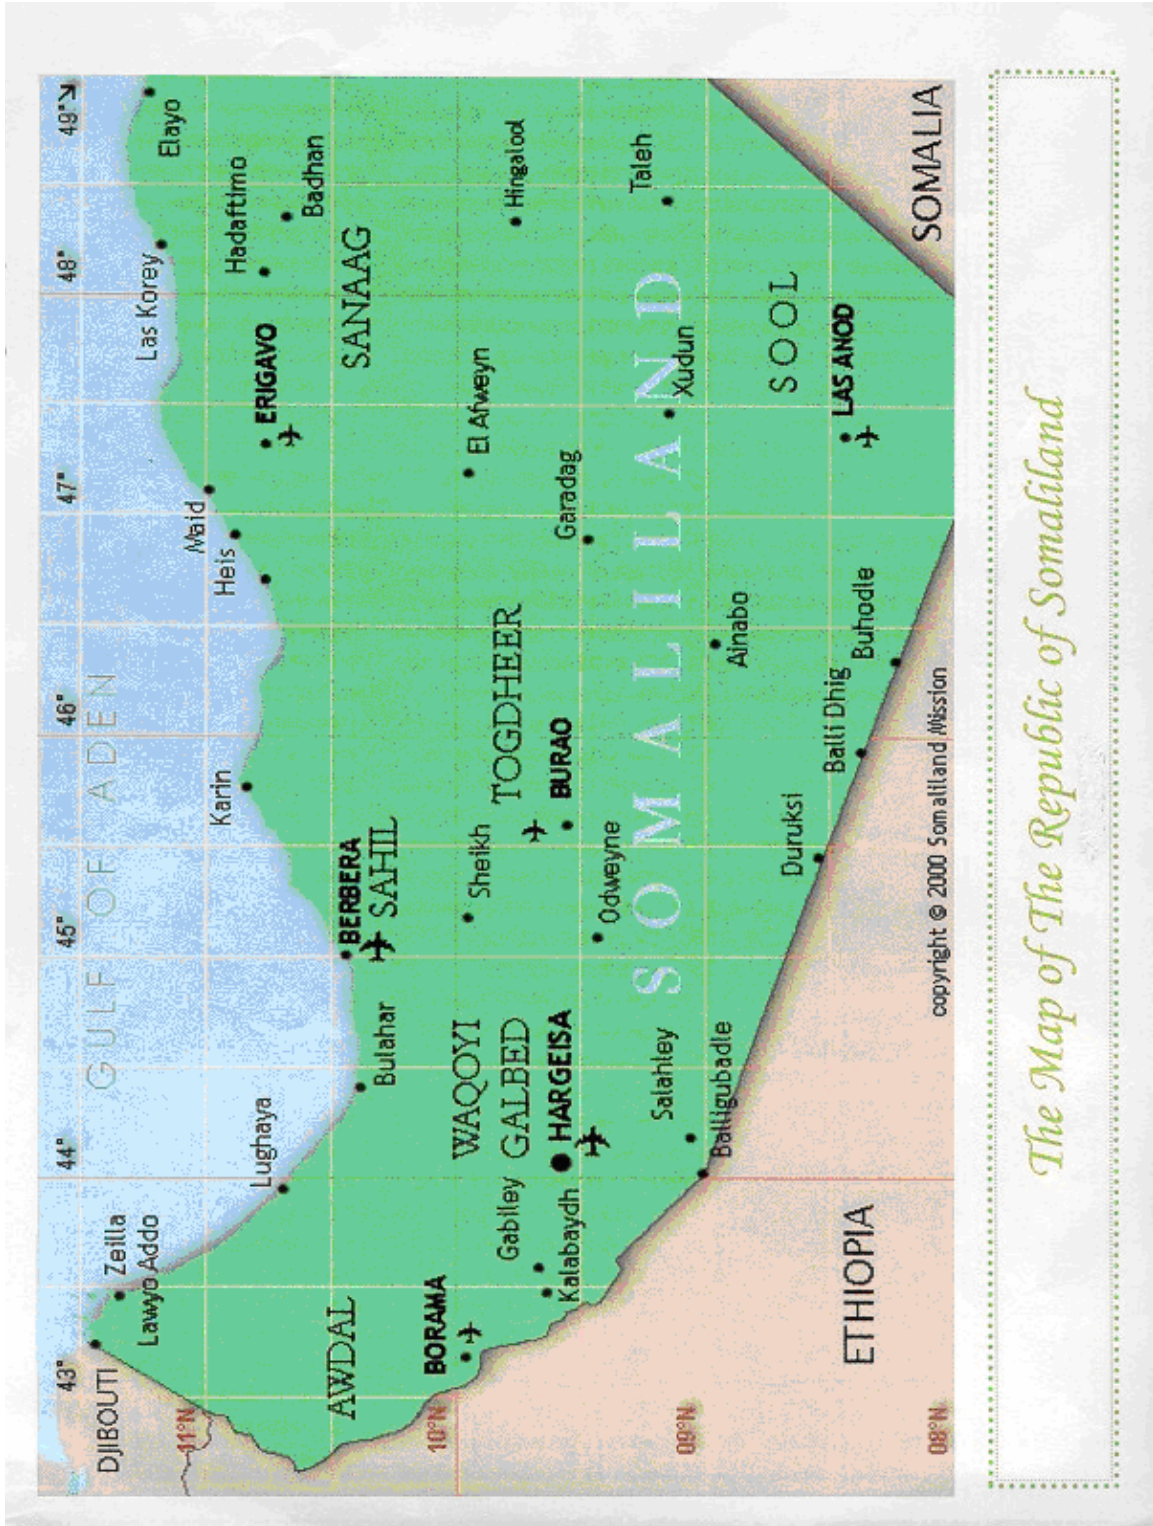 43°
44°
45°
46°
47°
48°
49°
DJIBOUTI
GULF OF ADEN
Zeilla
Lawyo Addo
Elayo
Las Korey
11°N
Maid
Heis
Karin
Hadaftimo
Badhan
Lughaya
ERIGAVO
AWDAL
BERBERA
SAHIL
SANAAG
Bulahar
10°N
BORAMA
WAQOYI
GALBED
Sheikh
TOGDHEER
El Afweyn
Hingalool
Gabiley
Kalabaydh
HARGEISA
BURAO
Odweyne
Garadag
SOMALILAND
Salahley
Xudun
Taleh
09°N
Balligubadle
Ainabo
SOOL
Duruksi
Balli Dhig
Buhodle
LAS ANOD
ETHIOPIA
SOMALIA
08°N
copyright © 2000 Somaliland Mission
The Map of The Republic of Somaliland